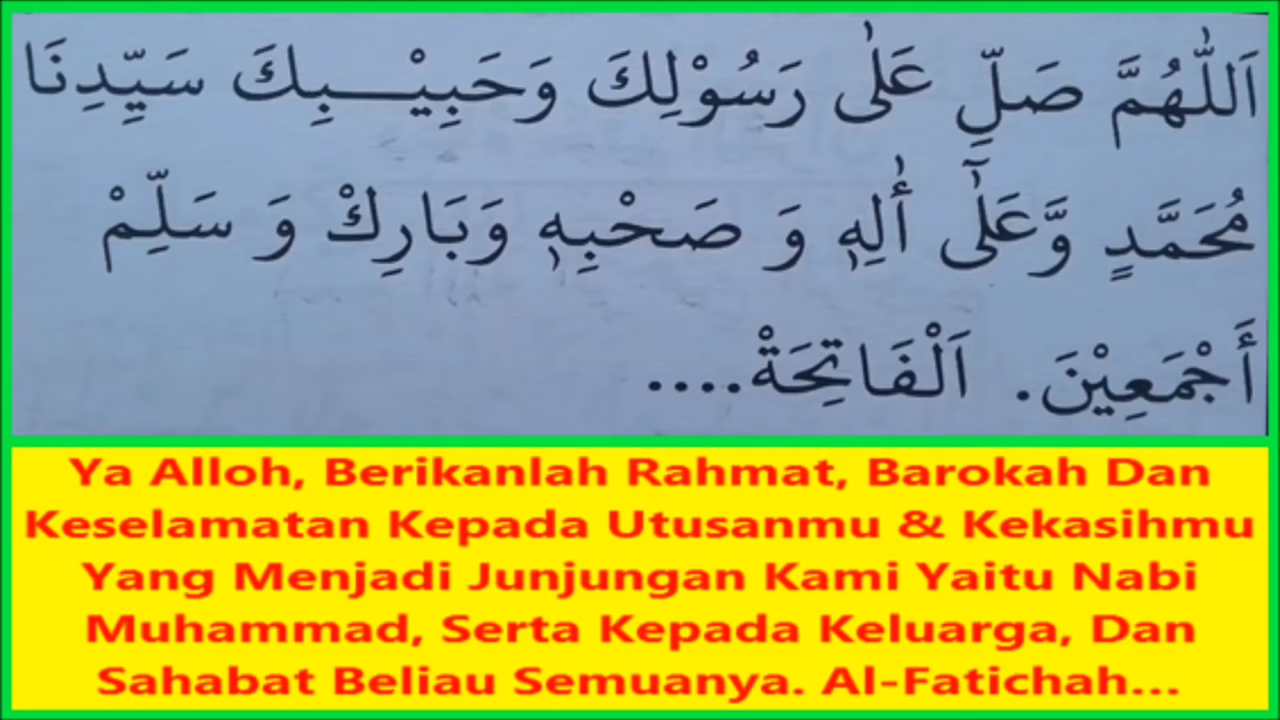 اَللّٰهُمَّ صَلِّ عَلٰى رَسُوْلِكَ وَحَبِيْـــبِكَ سَيِّدِنَا
مُحَمَّدٍ وَّعَلٰٓى أٰلِهٖ وَ صَحْبِهٖ وَبَارِكْ وَ سَلِّمْ
أَجْمَعِيْنَ. اَلْفَاتِحَةْ....
Ya Alloh, Berikanlah Rahmat, Barokah Dan
Keselamatan Kepada Utusanmu & Kekasihmu
Yang Menjadi Junjungan Kami Yaitu Nabi
Muhammad, Serta Kepada Keluarga, Dan
Sahabat Beliau Semuanya. Al-Fatichah...